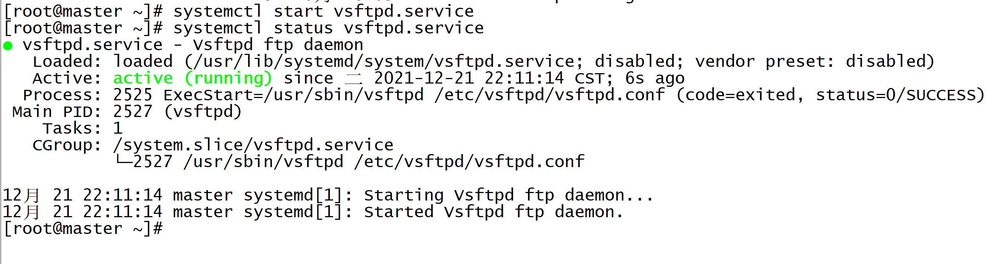 [root@master ~]# systemctl start vsftpd.service
[root@master ~]# systemctl status vsftpd.service
● vsftpd.service - Vsftpd ftp daemon
   Loaded: loaded (/usr/lib/systemd/system/vsftpd.service; disabled; vendor preset: disabled)
   Active: active (running) since 二 2021-12-21 22:11:14 CST; 6s ago
  Process: 2525 ExecStart=/usr/sbin/vsftpd /etc/vsftpd/vsftpd.conf (code=exited, status=0/SUCCESS)
 Main PID: 2527 (vsftpd)
    Tasks: 1
   CGroup: /system.slice/vsftpd.service
           └─2527 /usr/sbin/vsftpd /etc/vsftpd/vsftpd.conf

12月 21 22:11:14 master systemd[1]: Starting Vsftpd ftp daemon...
12月 21 22:11:14 master systemd[1]: Started Vsftpd ftp daemon.
[root@master ~]#